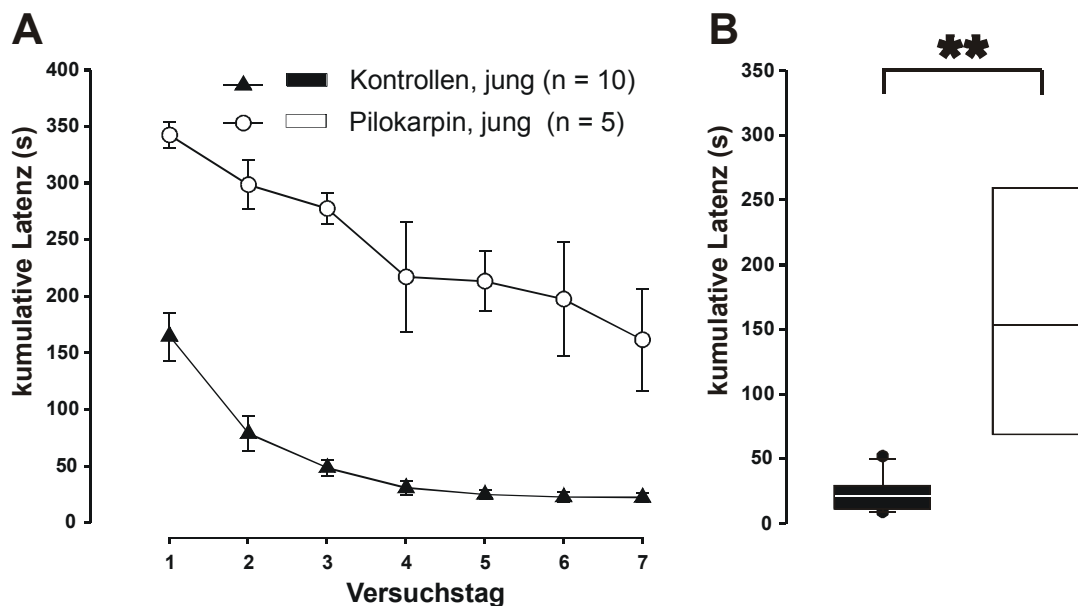 A
kumulative Latenz (s)
400
350
300
250
200
150
100
50
0
Kontrollen, jung (n = 10)
Pilokarpin, jung (n = 5)
1 2 3 4 5 6 7
Versuchstag
B
**
kumulative Latenz (s)
350
300
250
200
150
100
50
0